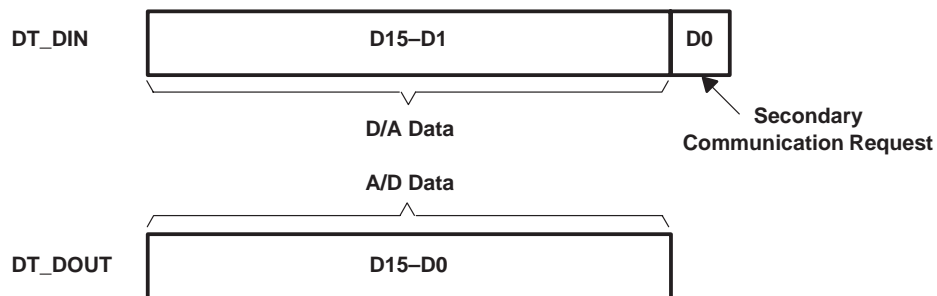 DT_DIN
D15–D1
D0
D/A Data
Secondary
Communication Request
A/D Data
DT_DOUT
D15–D0